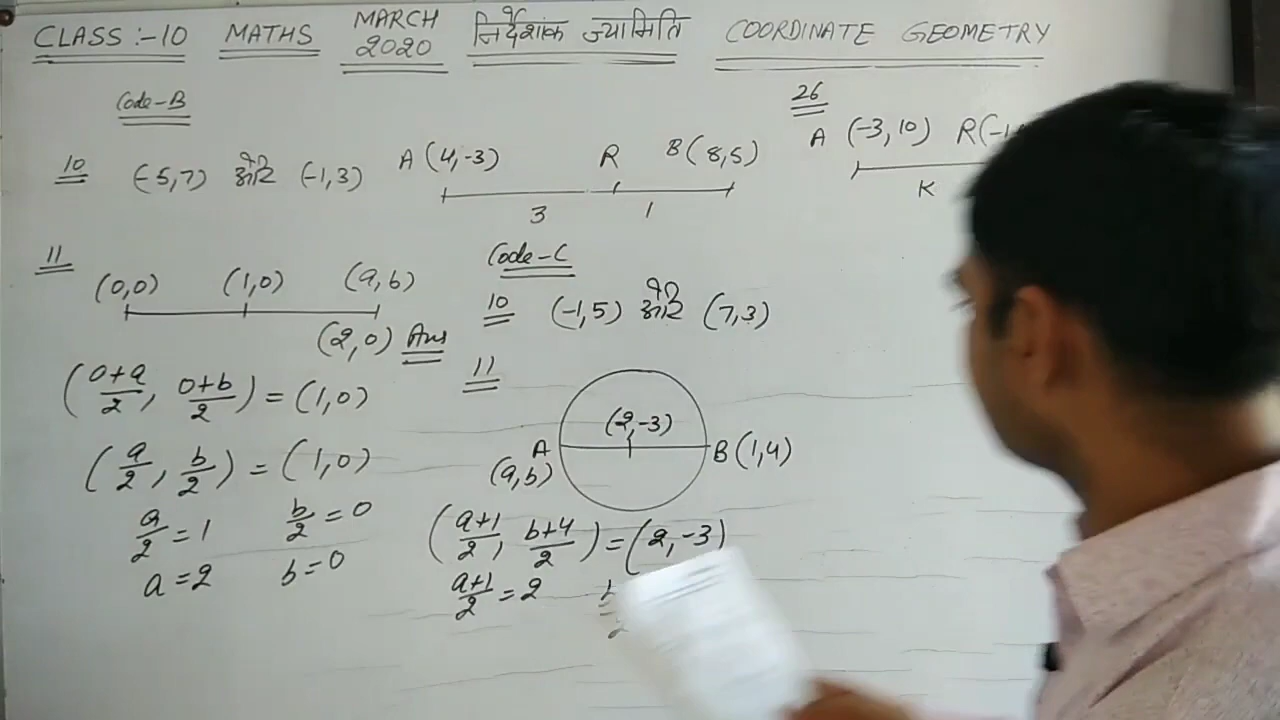 CLASS :- 10 MATHS MARCH 2020 निर्देशांक ज्यामिति COORDINATE GEOMETRY
Code-B
10 (-5,7) और (-1,3)
A (4,-3) R B(8,5)
3 1
11
(0,0) (1,0) (a,b)
(2,0) Ans
(0+a/2, 0+b/2) = (1,0)
(a/2, b/2) = (1,0)
a/2 = 1 b/2 = 0
a = 2 b = 0
Code-C
10 (-1,5) और (7,3)
11
(2,-3)
A B(1,4)
(a,b)
(a+1/2, b+4/2) = (2,-3)
a+1/2 = 2
26
A (-3,10) R(-1
K